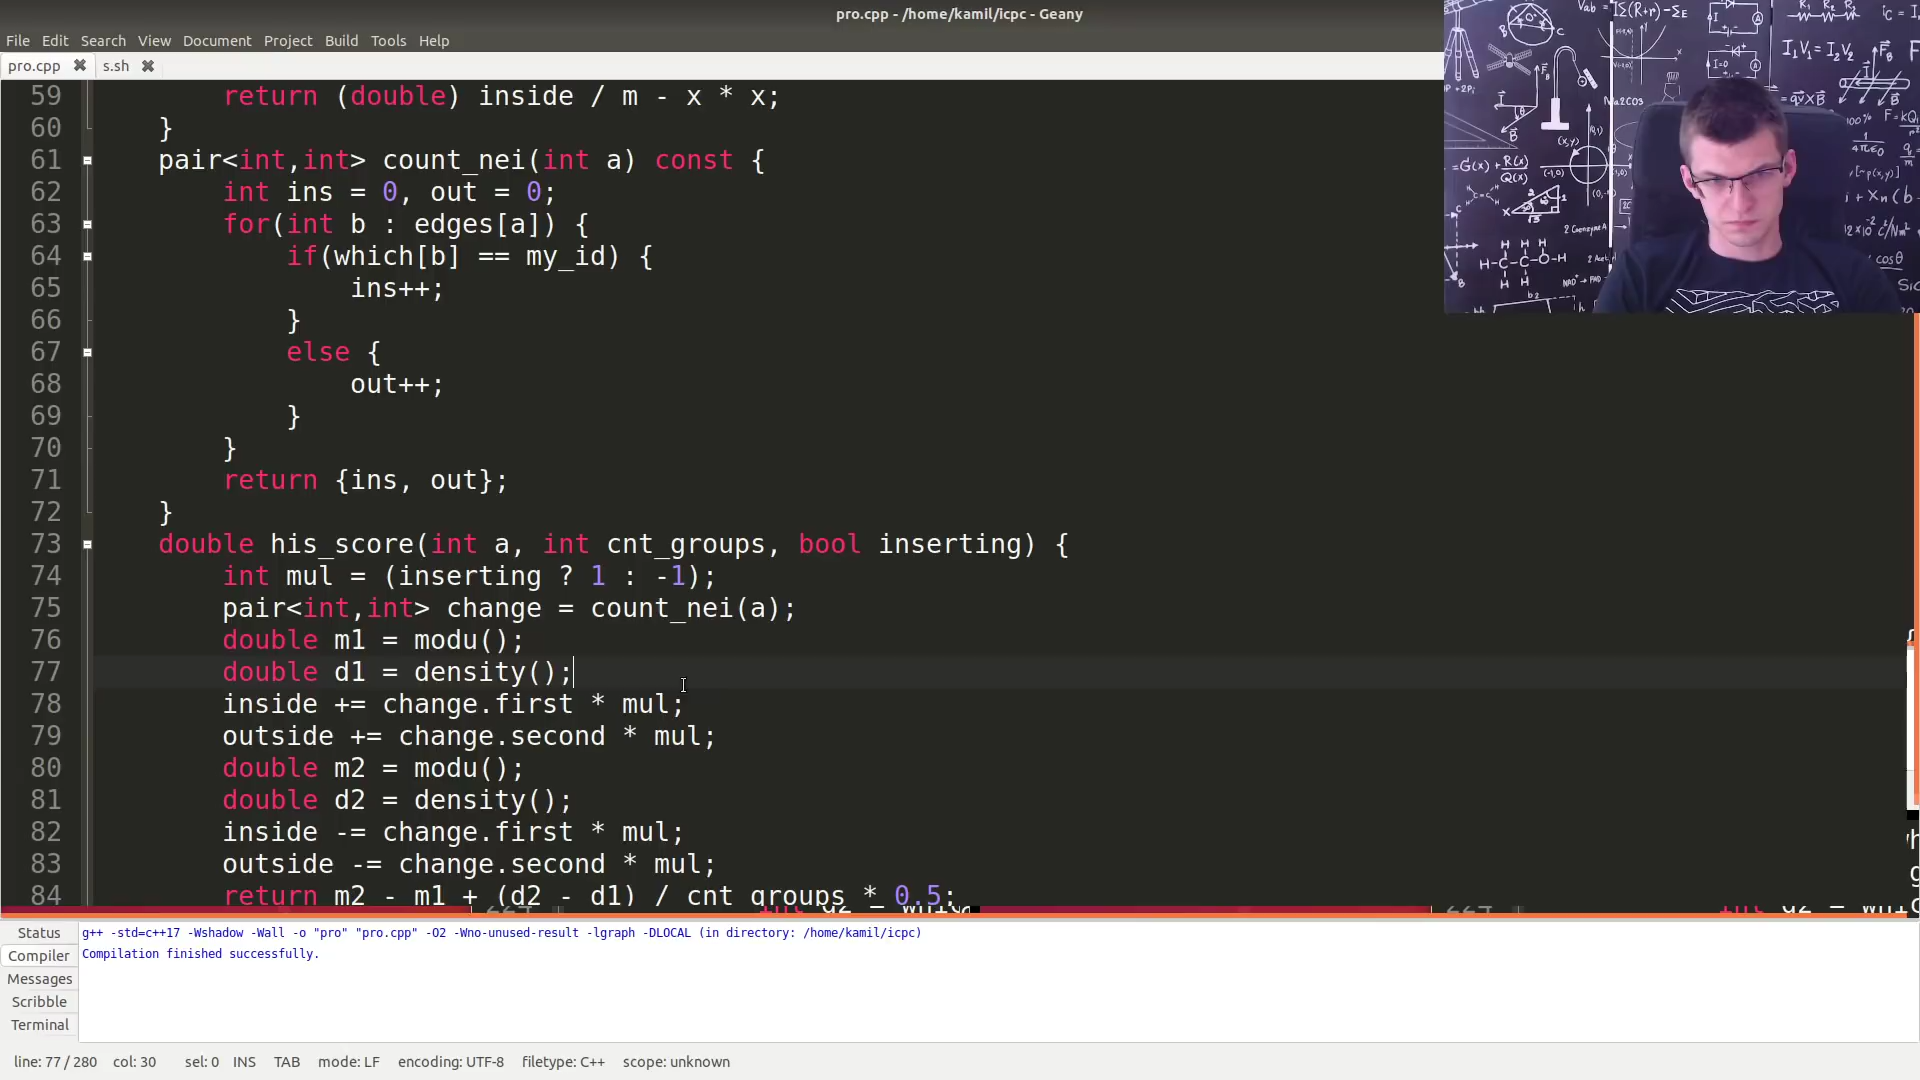 pro.cpp - /home/kamil/icpc - Geany
File Edit Search View Document Project Build Tools Help
pro.cpp s.sh
59 return (double) inside / m - x * x;
60 }
61 pair<int,int> count_nei(int a) const {
62 int ins = 0, out = 0;
63 for(int b : edges[a]) {
64 if(which[b] == my_id) {
65 ins++;
66 }
67 else {
68 out++;
69 }
70 }
71 return {ins, out};
72 }
73 double his_score(int a, int cnt_groups, bool inserting) {
74 int mul = (inserting ? 1 : -1);
75 pair<int,int> change = count_nei(a);
76 double m1 = modu();
77 double d1 = density();
78 inside += change.first * mul;
79 outside += change.second * mul;
80 double m2 = modu();
81 double d2 = density();
82 inside -= change.first * mul;
83 outside -= change.second * mul;
84 return m2 - m1 + (d2 - d1) / cnt_groups * 0.5;
Status
Compiler
Messages
Scribble
Terminal
g++ -std=c++17 -Wshadow -Wall -o "pro" "pro.cpp" -O2 -Wno-unused-result -lgraph -DLOCAL (in directory: /home/kamil/icpc)
Compilation finished successfully.
line: 77 / 280 col: 30 sel: 0 INS TAB mode: LF encoding: UTF-8 filetype: C++ scope: unknown